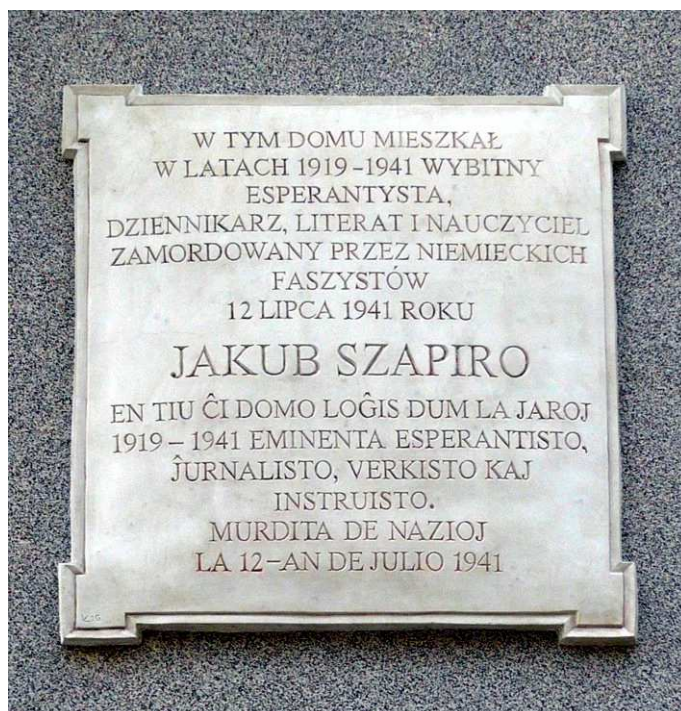 W TYM DOMU MIESZKAŁ
W LATACH 1919-1941 WYBITNY
ESPERANTYSTA,
DZIENNIKARZ, LITERAT I NAUCZYCIEL
ZAMORDOWANY PRZEZ NIEMIECKICH
FASZYSTÓW
12 LIPCA 1941 ROKU
JAKUB SZAPIRO
EN TIU ĈI DOMO LOĜIS DUM LA JAROJ
1919 – 1941 EMINENTA ESPERANTISTO,
ĴURNALISTO, VERKISTO KAJ
INSTRUISTO.
MURDITA DE NAZIOJ
LA 12-AN DE JULIO 1941